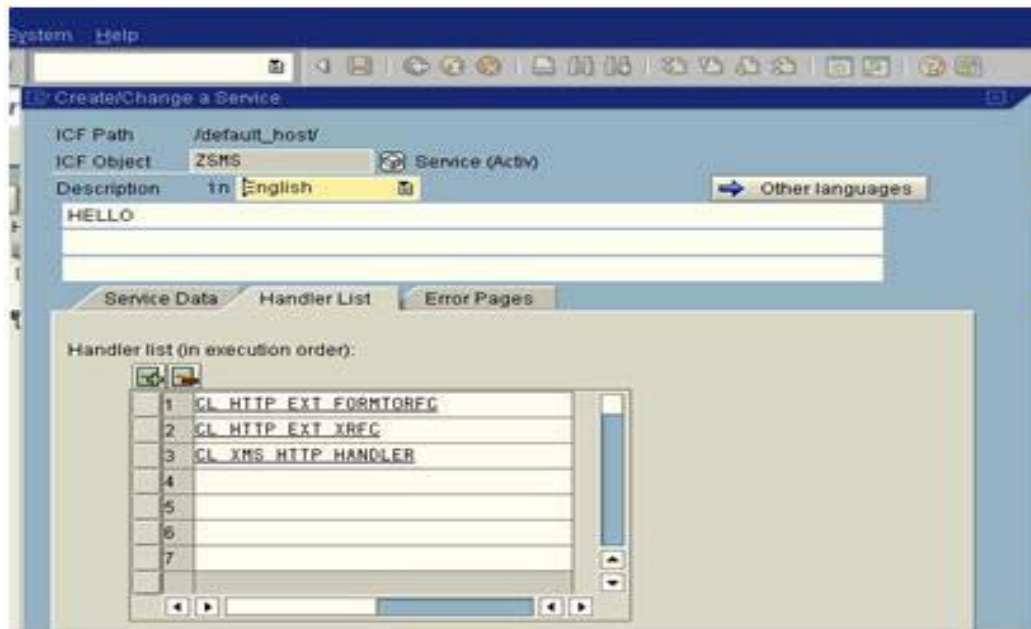 System Help
Create/Change a Service
ICF Path /default_host/
ICF Object ZSMS Service (Activ)
Description in English Other languages
HELLO
Service Data Handler List Error Pages
Handler list (in execution order):
1 CL_HTTP_EXT_FORMTORFC
2 CL_HTTP_EXT_XRFC
3 CL_XMS_HTTP_HANDLER
4
5
6
7